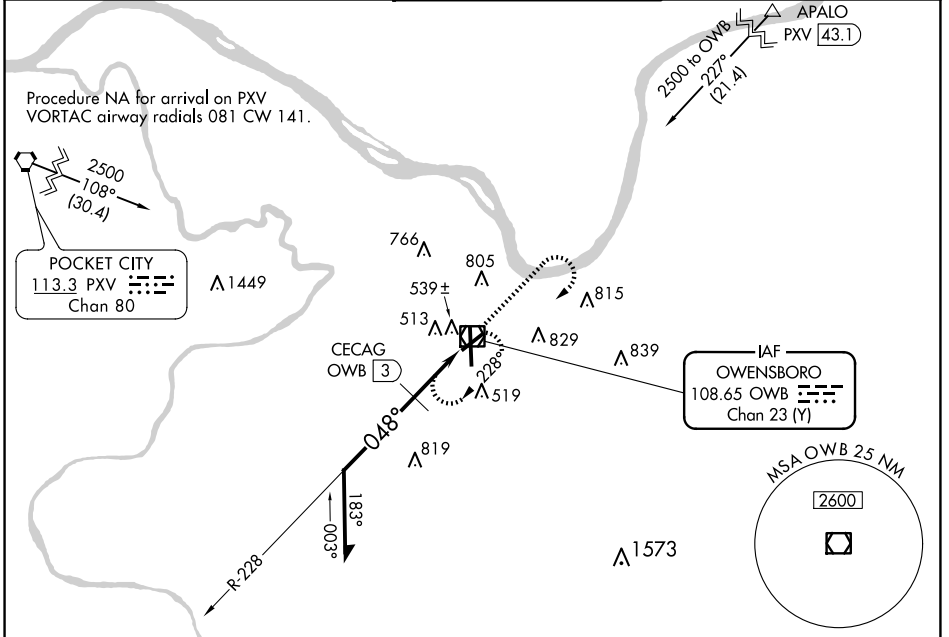 APALO
PXV 43.1
2500 to OWB
227°
(21.4)
Procedure NA for arrival on PXV
VORTAC airway radials 081 CW 141.
2500
108°
(30.4)
POCKET CITY
113.3 PXV
Chan 80
1449
766
805
539±
513
815
829
839
CECAG
OWB 3
228°
519
IAF
OWENSBORO
108.65 OWB
Chan 23 (Y)
048°
819
183°
003°
R-228
1573
MSA OWB 25 NM
2600